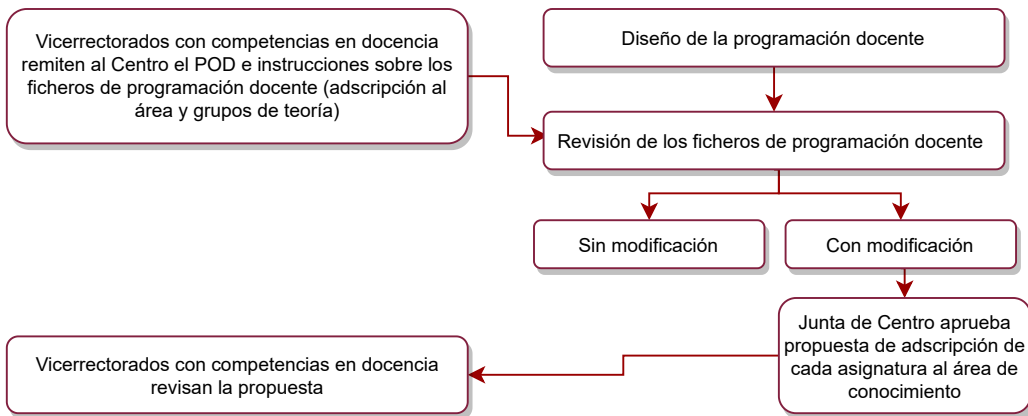 Vicerrectorados con competencias en docencia
remiten al Centro el POD e instrucciones sobre los
ficheros de programación docente (adscripción al
área y grupos de teoría)
Diseño de la programación docente
Revisión de los ficheros de programación docente
Sin modificación
Con modificación
Junta de Centro aprueba
propuesta de adscripción de
cada asignatura al área de
conocimiento
Vicerrectorados con competencias en docencia
revisan la propuesta